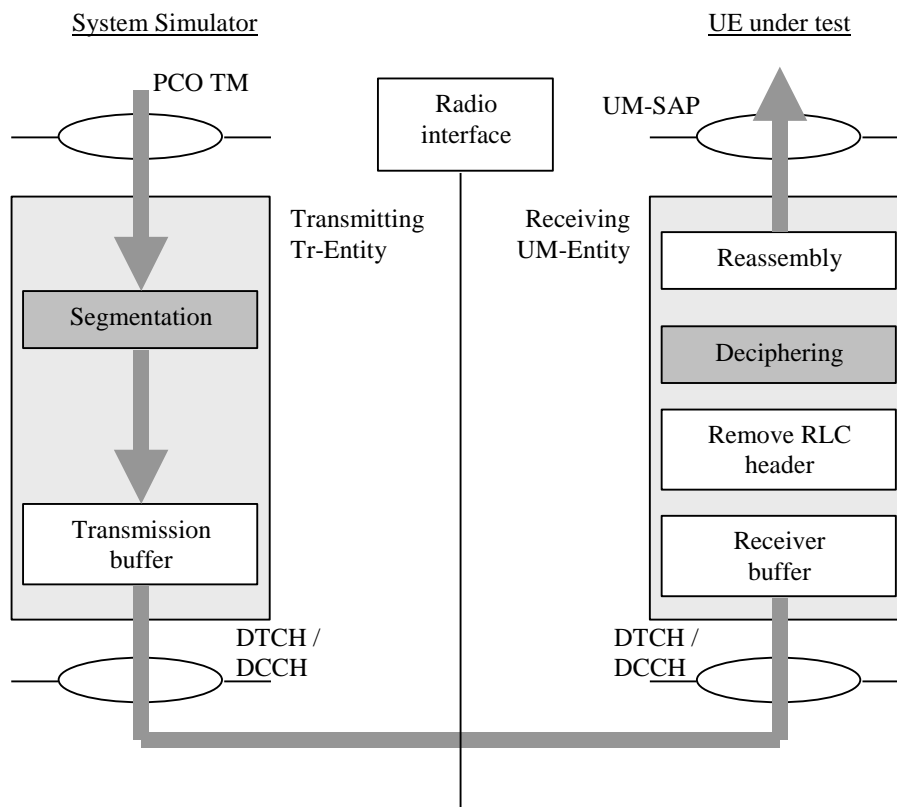 System Simulator
UE under test
PCO TM
Radio
interface
UM-SAP
Transmitting
Tr-Entity
Receiving
UM-Entity
Segmentation
Reassembly
Deciphering
Remove RLC
header
Transmission
buffer
Receiver
buffer
DTCH /
DCCH
DTCH /
DCCH